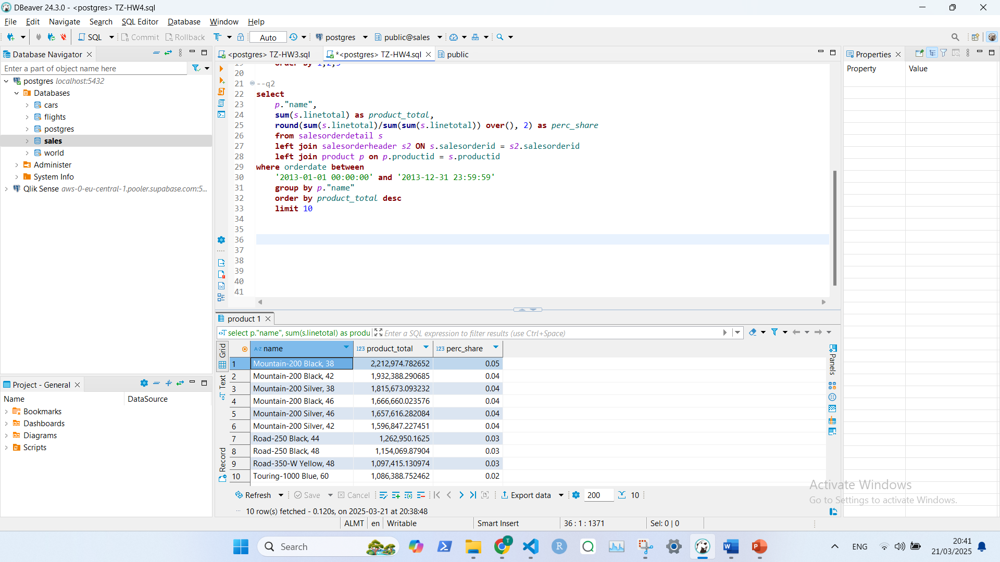 DBeaver 24.3.0 - <postgres> TZ-HW4.sql
File Edit Navigate Search SQL Editor Database Window Help
SQL Commit Rollback Auto postgres public@sales
Database Navigator
Enter a part of object name here
postgres localhost:5432
Databases
cars
flights
postgres
sales
world
Administer
System Info
Qlik Sense aws-0-eu-central-1.pooler.supabase.com:5...
Project - General
Name DataSource
Bookmarks
Dashboards
Diagrams
Scripts
<postgres> TZ-HW3.sql *<postgres> TZ-HW4.sql public
19 order by 1,2,3
20
21 --q2
22 select
23 p."name",
24 sum(s.linetotal) as product_total,
25 round(sum(s.linetotal)/sum(sum(s.linetotal)) over(), 2) as perc_share
26 from salesorderdetail s
27 left join salesorderheader s2 ON s.salesorderid = s2.salesorderid
28 left join product p on p.productid = s.productid
29 where orderdate between
30 '2013-01-01 00:00:00' and '2013-12-31 23:59:59'
31 group by p."name"
32 order by product_total desc
33 limit 10
34
35
36
37
38
39
40
41
product 1
select p."name", sum(s.linetotal) as produ Enter a SQL expression to filter results (use Ctrl+Space)
Grid
Text
Record
name product_total perc_share
1 Mountain-200 Black, 38 2,212,974.782652 0.05
2 Mountain-200 Black, 42 1,932,388.290685 0.04
3 Mountain-200 Silver, 38 1,815,673.093232 0.04
4 Mountain-200 Black, 46 1,666,660.023576 0.04
5 Mountain-200 Silver, 46 1,657,616.282084 0.04
6 Mountain-200 Silver, 42 1,596,847.227451 0.04
7 Road-250 Black, 44 1,262,950.1625 0.03
8 Road-250 Black, 48 1,154,069.87904 0.03
9 Road-350-W Yellow, 48 1,097,415.130974 0.03
10 Touring-1000 Blue, 60 1,086,388.752462 0.02
Panels
Refresh Save Cancel Export data 200 10
10 row(s) fetched - 0.120s, on 2025-03-21 at 20:38:48
ALMT en Writable Smart Insert 36 : 1 : 1371 Sel: 0 | 0
Properties
Property Value
Activate Windows
Go to Settings to activate Windows.
Search
ENG
20:41
21/03/2025